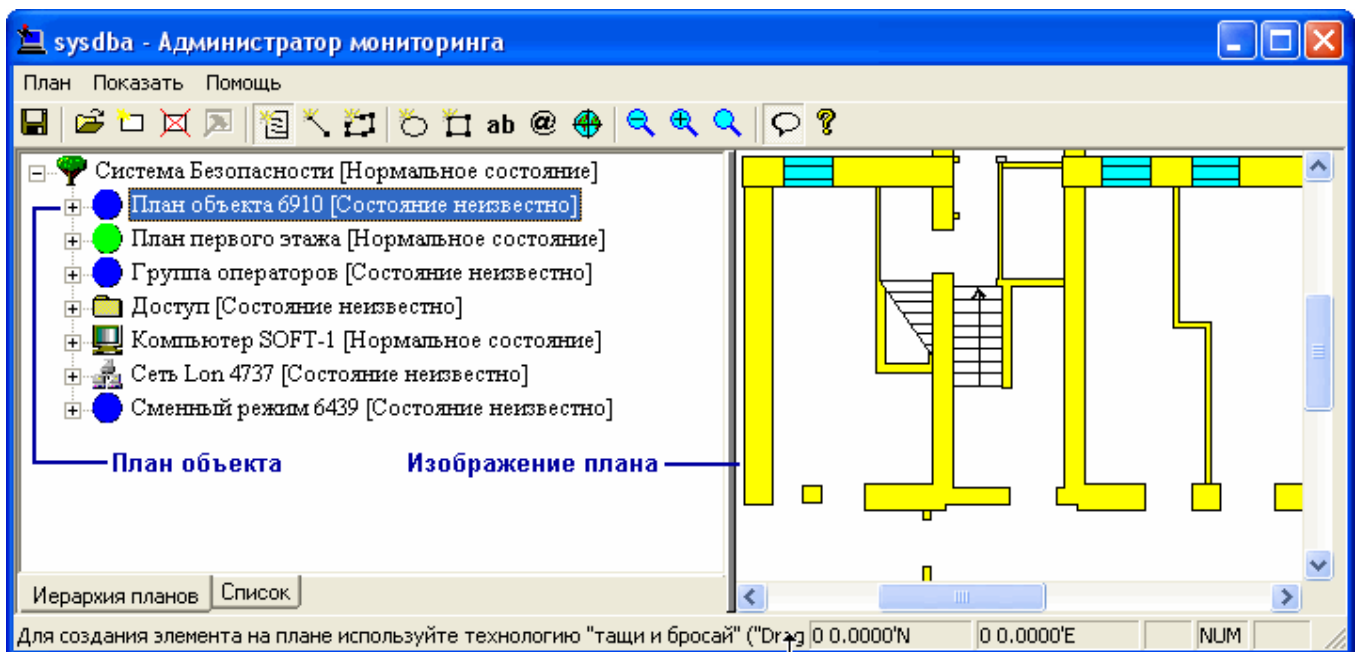 sysdba - Администратор мониторинга
План Показать Помощь
ab @ ?
Система Безопасности [Нормальное состояние]
План объекта 6910 [Состояние неизвестно]
План первого этажа [Нормальное состояние]
Группа операторов [Состояние неизвестно]
Доступ [Состояние неизвестно]
Компьютер SOFT-1 [Нормальное состояние]
Сеть Lon 4737 [Состояние неизвестно]
Сменный режим 6439 [Состояние неизвестно]
План объекта Изображение плана
Иерархия планов Список
Для создания элемента на плане используйте технологию "тащи и бросай" ("Drag 0 0.0000'N 0 0.0000'E NUM